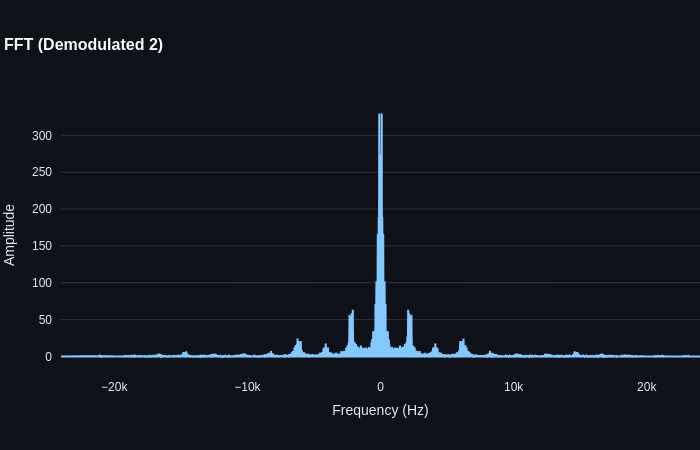 FFT (Demodulated 2)
300
250
200
150
100
50
0
Amplitude
−20k
−10k
0
10k
20k
Frequency (Hz)